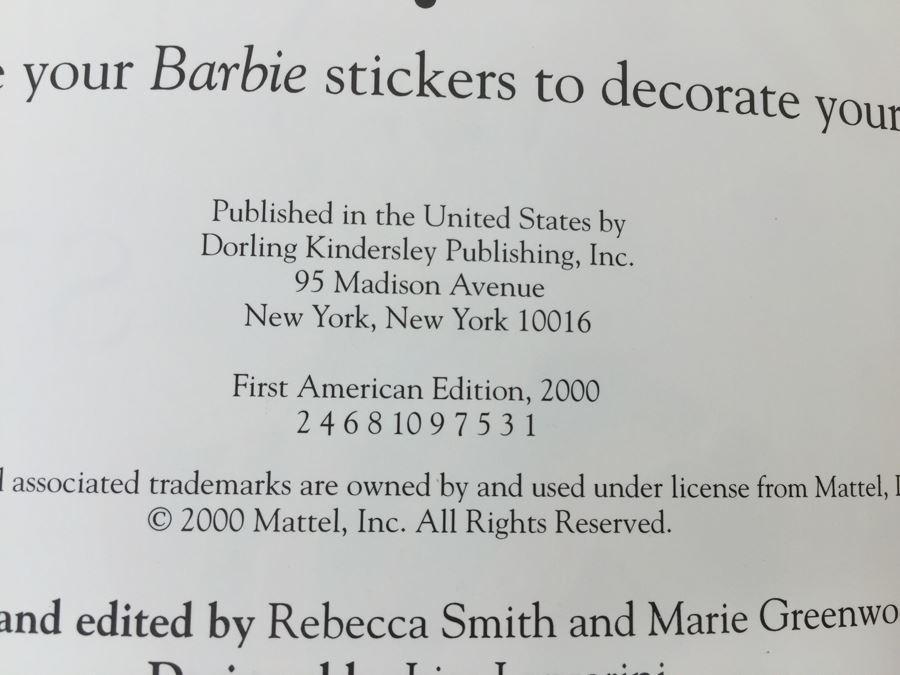 your Barbie stickers to decorate your
Published in the United States by
Dorling Kindersley Publishing, Inc.
95 Madison Avenue
New York, New York 10016
First American Edition, 2000
2 4 6 8 10 9 7 5 3 1
associated trademarks are owned by and used under license from Mattel,
© 2000 Mattel, Inc. All Rights Reserved.
and edited by Rebecca Smith and Marie Greenwo